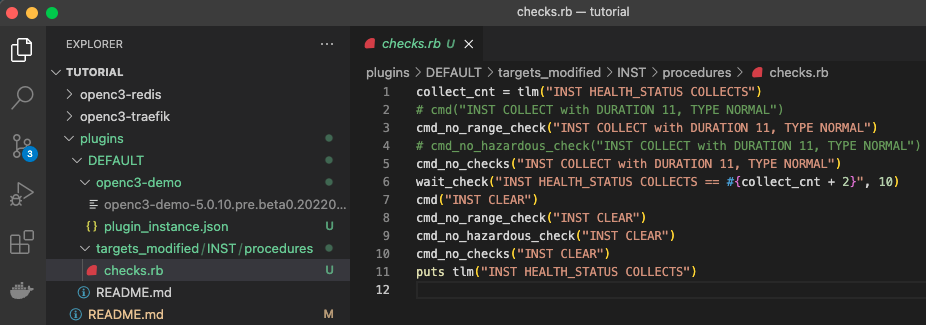 checks.rb — tutorial
EXPLORER
TUTORIAL
openc3-redis
openc3-traefik
plugins
DEFAULT
openc3-demo
openc3-demo-5.0.10.pre.beta0.20220...
{} plugin_instance.json U
targets_modified/INST/procedures
checks.rb U
README.md
README.md M
3
checks.rb U
plugins > DEFAULT > targets_modified > INST > procedures > checks.rb
1 collect_cnt = tlm("INST HEALTH_STATUS COLLECTS")
2 # cmd("INST COLLECT with DURATION 11, TYPE NORMAL")
3 cmd_no_range_check("INST COLLECT with DURATION 11, TYPE NORMAL")
4 # cmd_no_hazardous_check("INST COLLECT with DURATION 11, TYPE NORMAL")
5 cmd_no_checks("INST COLLECT with DURATION 11, TYPE NORMAL")
6 wait_check("INST HEALTH_STATUS COLLECTS == #{collect_cnt + 2}", 10)
7 cmd("INST CLEAR")
8 cmd_no_range_check("INST CLEAR")
9 cmd_no_hazardous_check("INST CLEAR")
10 cmd_no_checks("INST CLEAR")
11 puts tlm("INST HEALTH_STATUS COLLECTS")
12